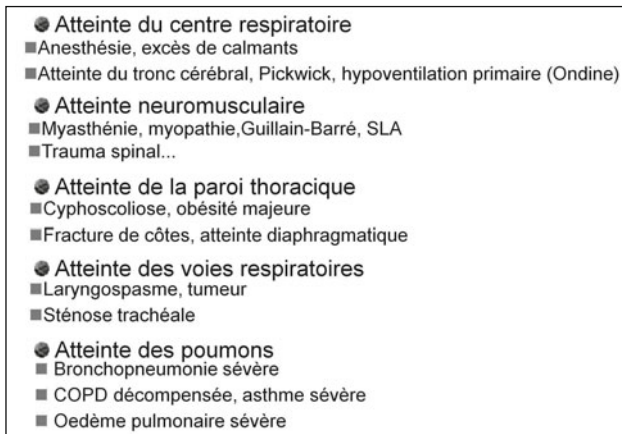 Atteinte du centre respiratoire
Anesthésie, excès de calmants
Atteinte du tronc cérébral, Pickwick, hypoventilation primaire (Ondine)
Atteinte neuromusculaire
Myasthénie, myopathie,Guillain-Barré, SLA
Trauma spinal...
Atteinte de la paroi thoracique
Cyphoscoliose, obésité majeure
Fracture de côtes, atteinte diaphragmatique
Atteinte des voies respiratoires
Laryngospasme, tumeur
Sténose trachéale
Atteinte des poumons
Bronchopneumonie sévère
COPD décompensée, asthme sévère
Oedème pulmonaire sévère